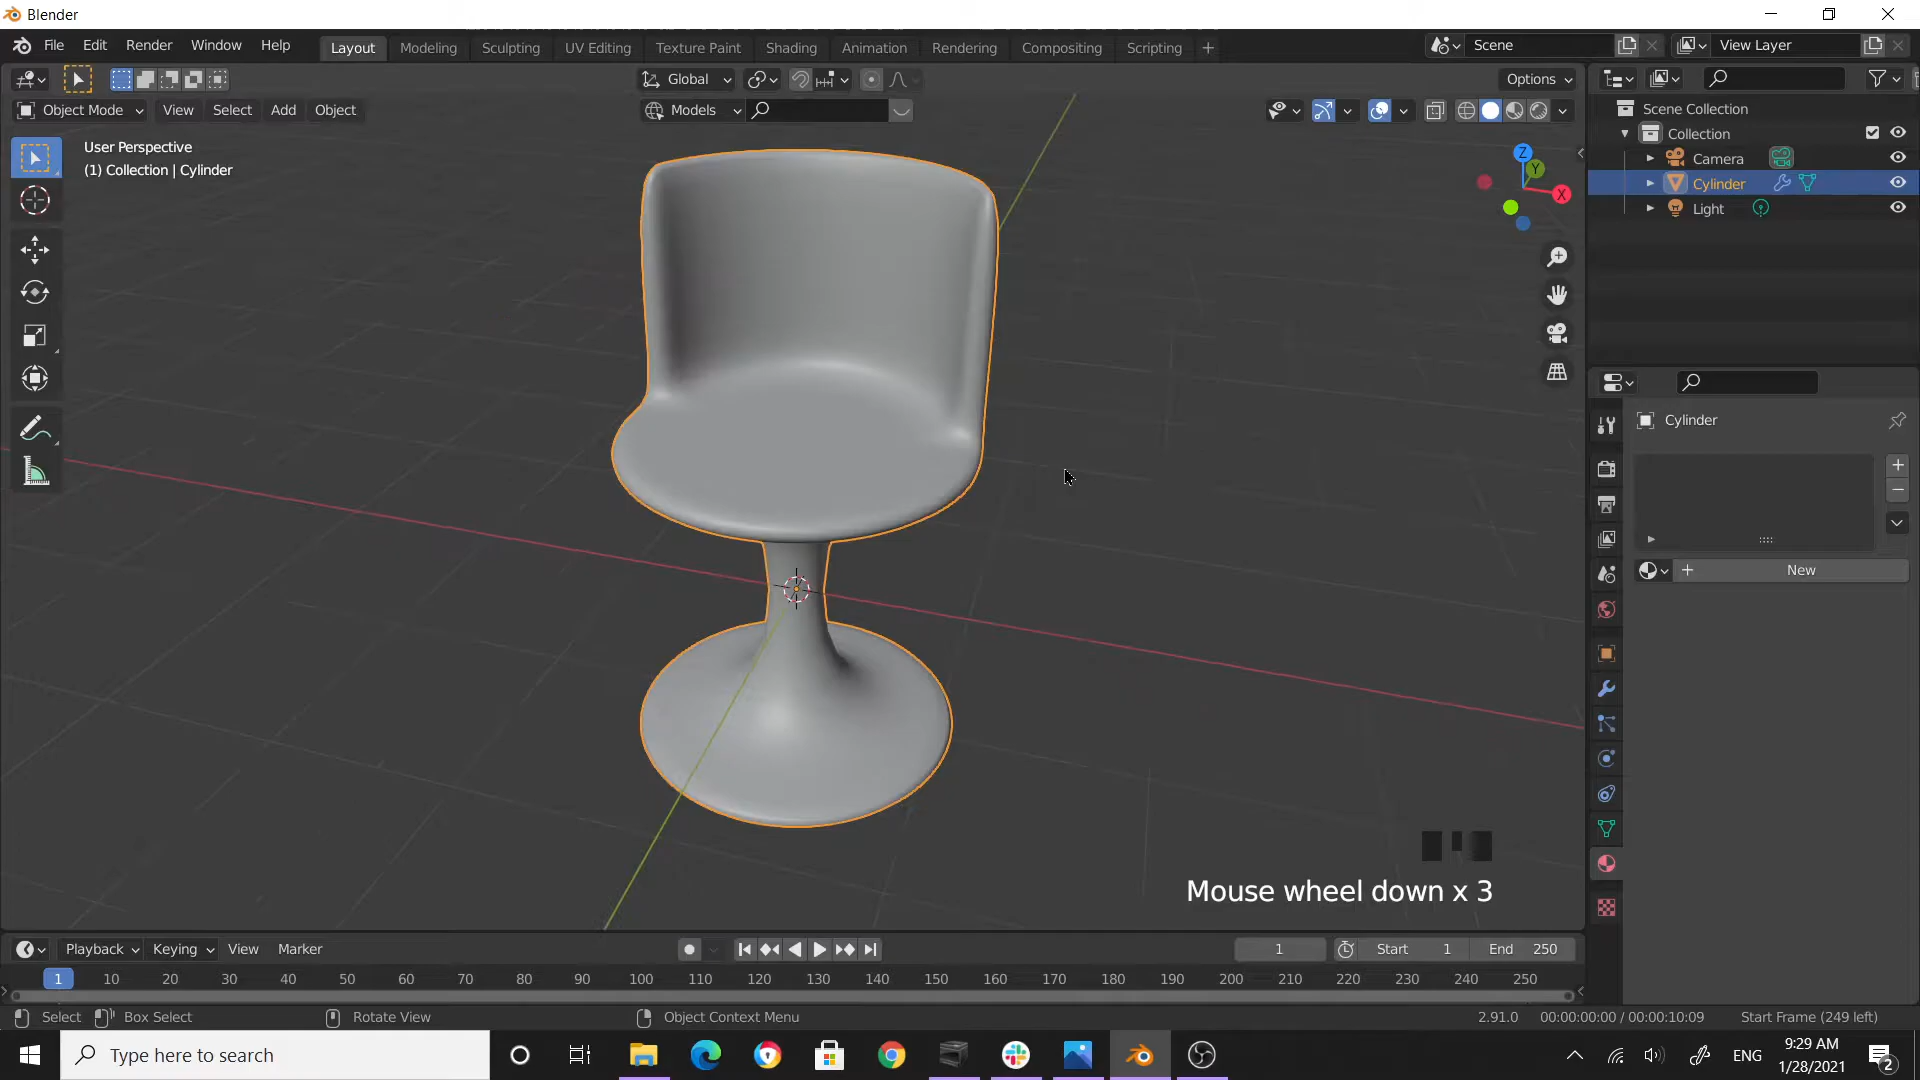 Blender
File Edit Render Window Help Layout Modeling Sculpting UV Editing Texture Paint Shading Animation Rendering Compositing Scripting + Scene View Layer
Global Options
Object Mode View Select Add Object Models
User Perspective
(1) Collection | Cylinder
Z
Y
X
Scene Collection
Collection
Camera
Cylinder
Light
Cylinder
+ New
Mouse wheel down x 3
Playback Keying View Marker 1 Start 1 End 250
1 10 20 30 40 50 60 70 80 90 100 110 120 130 140 150 160 170 180 190 200 210 220 230 240 250
Select Box Select Rotate View Object Context Menu 2.91.0 00:00:00:00 / 00:00:10:09 Start Frame (249 left)
Type here to search
ENG
9:29 AM
1/28/2021
2